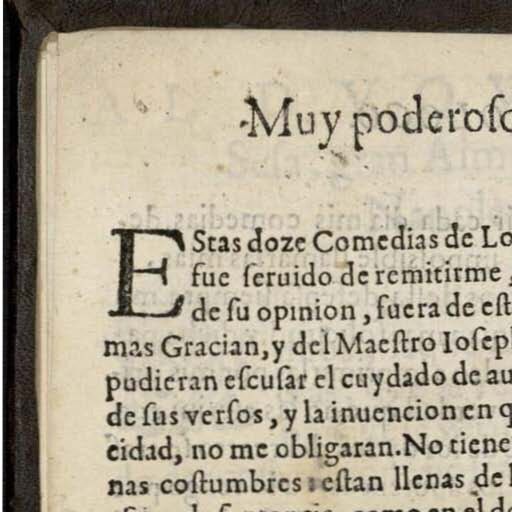 Muy poderoſo
EStas doze Comedias de Lo
fue ſeruido de remitirme,
de ſu opinion, fuera de eſt
mas Gracian, y del Maeſtro Ioſep
pudieran eſcuſar el cuydado de au
de ſus verſos, y la inuencion en q
cidad, no me obligaran. No tiene
nas coſtumbres: eſtan llenas de